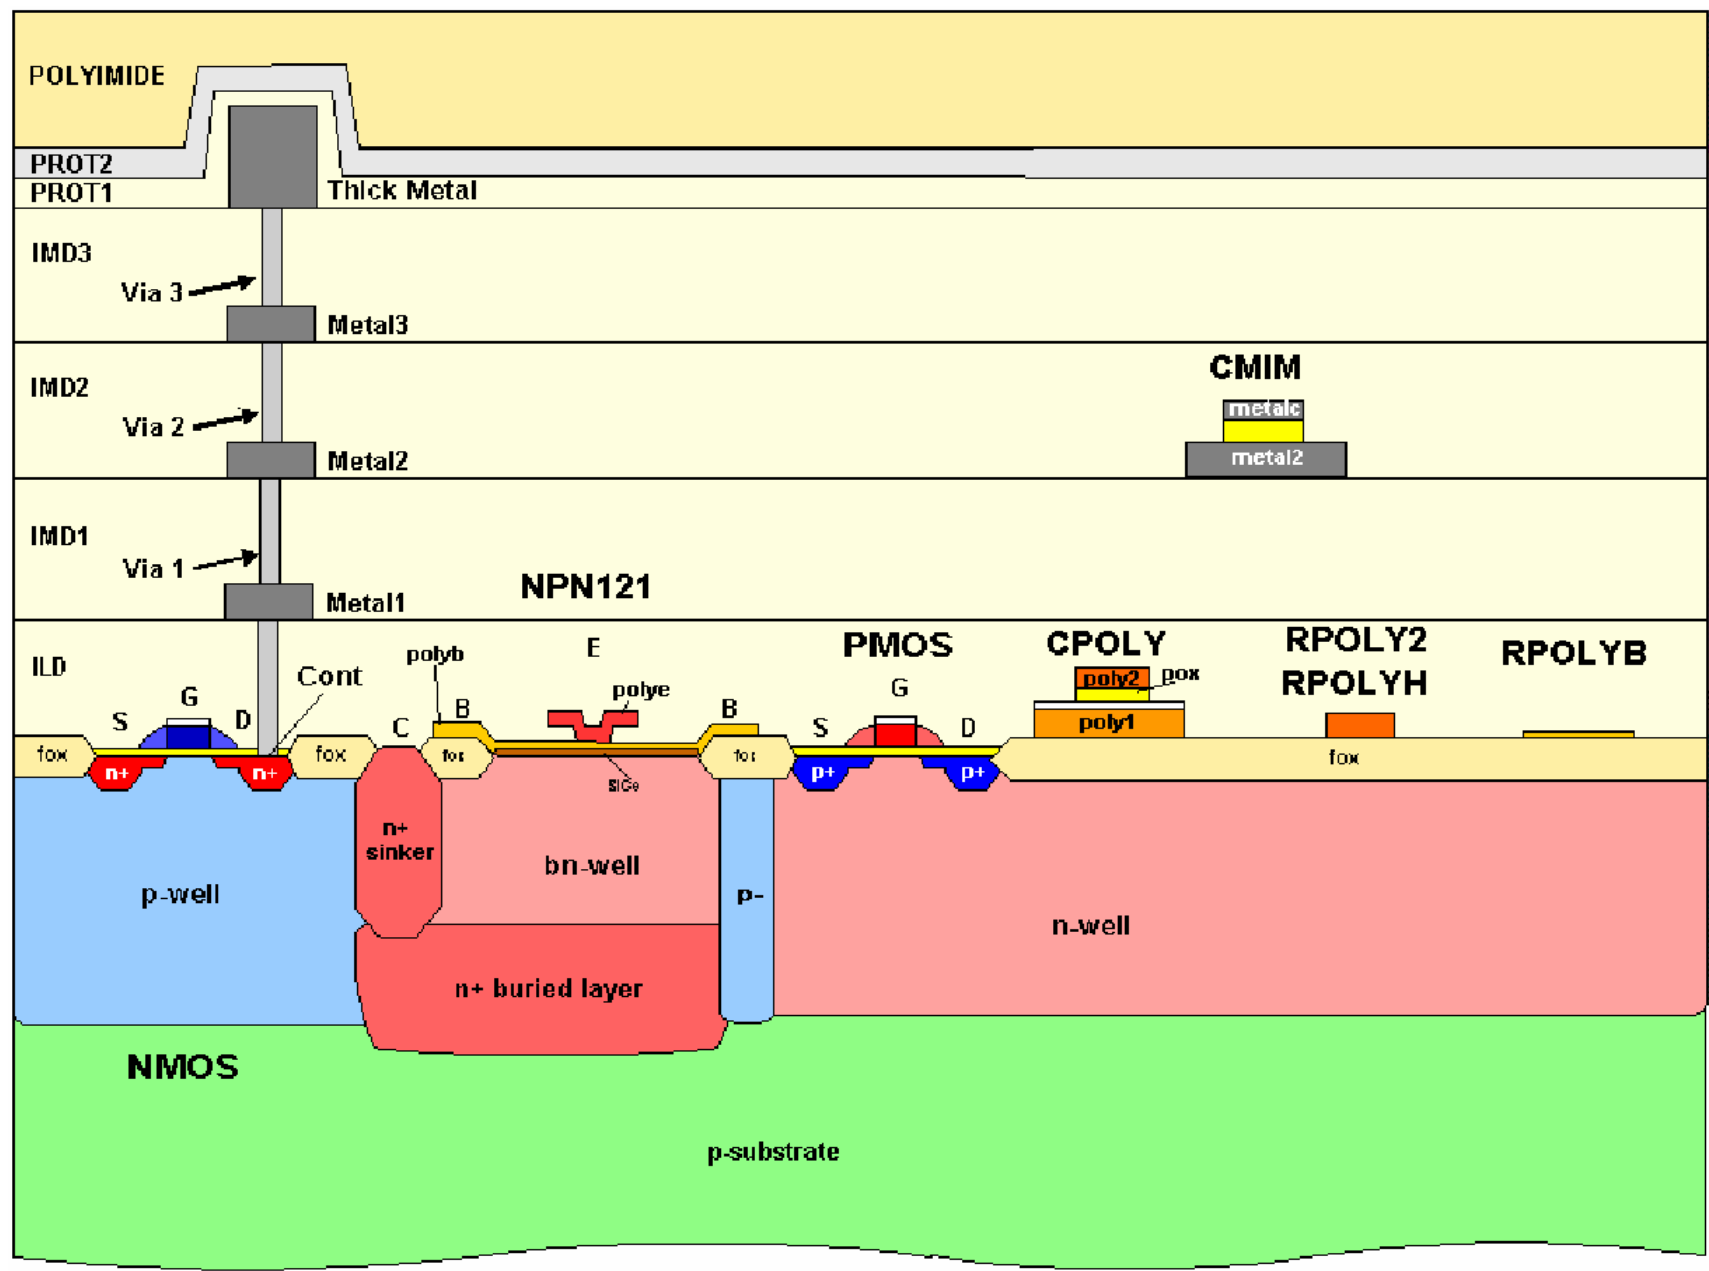 POLYIMIDE
PROT2
PROT1
Thick Metal
IMD3
Via 3
Metal3
IMD2
CMIM
metalc
Via 2
Metal2
metal2
IMD1
Via 1
NPN121
Metal1
ILD
Cont
polyb
E
PMOS
CPOLY
RPOLY2
RPOLYH
RPOLYB
S
G
D
C
B
polye
B
S
G
D
poly2
pox
poly1
fox
n+
n+
fox
fox
SiGe
fox
p+
p+
fox
n+
sinker
bn-well
p-well
p-
n-well
n+ buried layer
NMOS
p-substrate